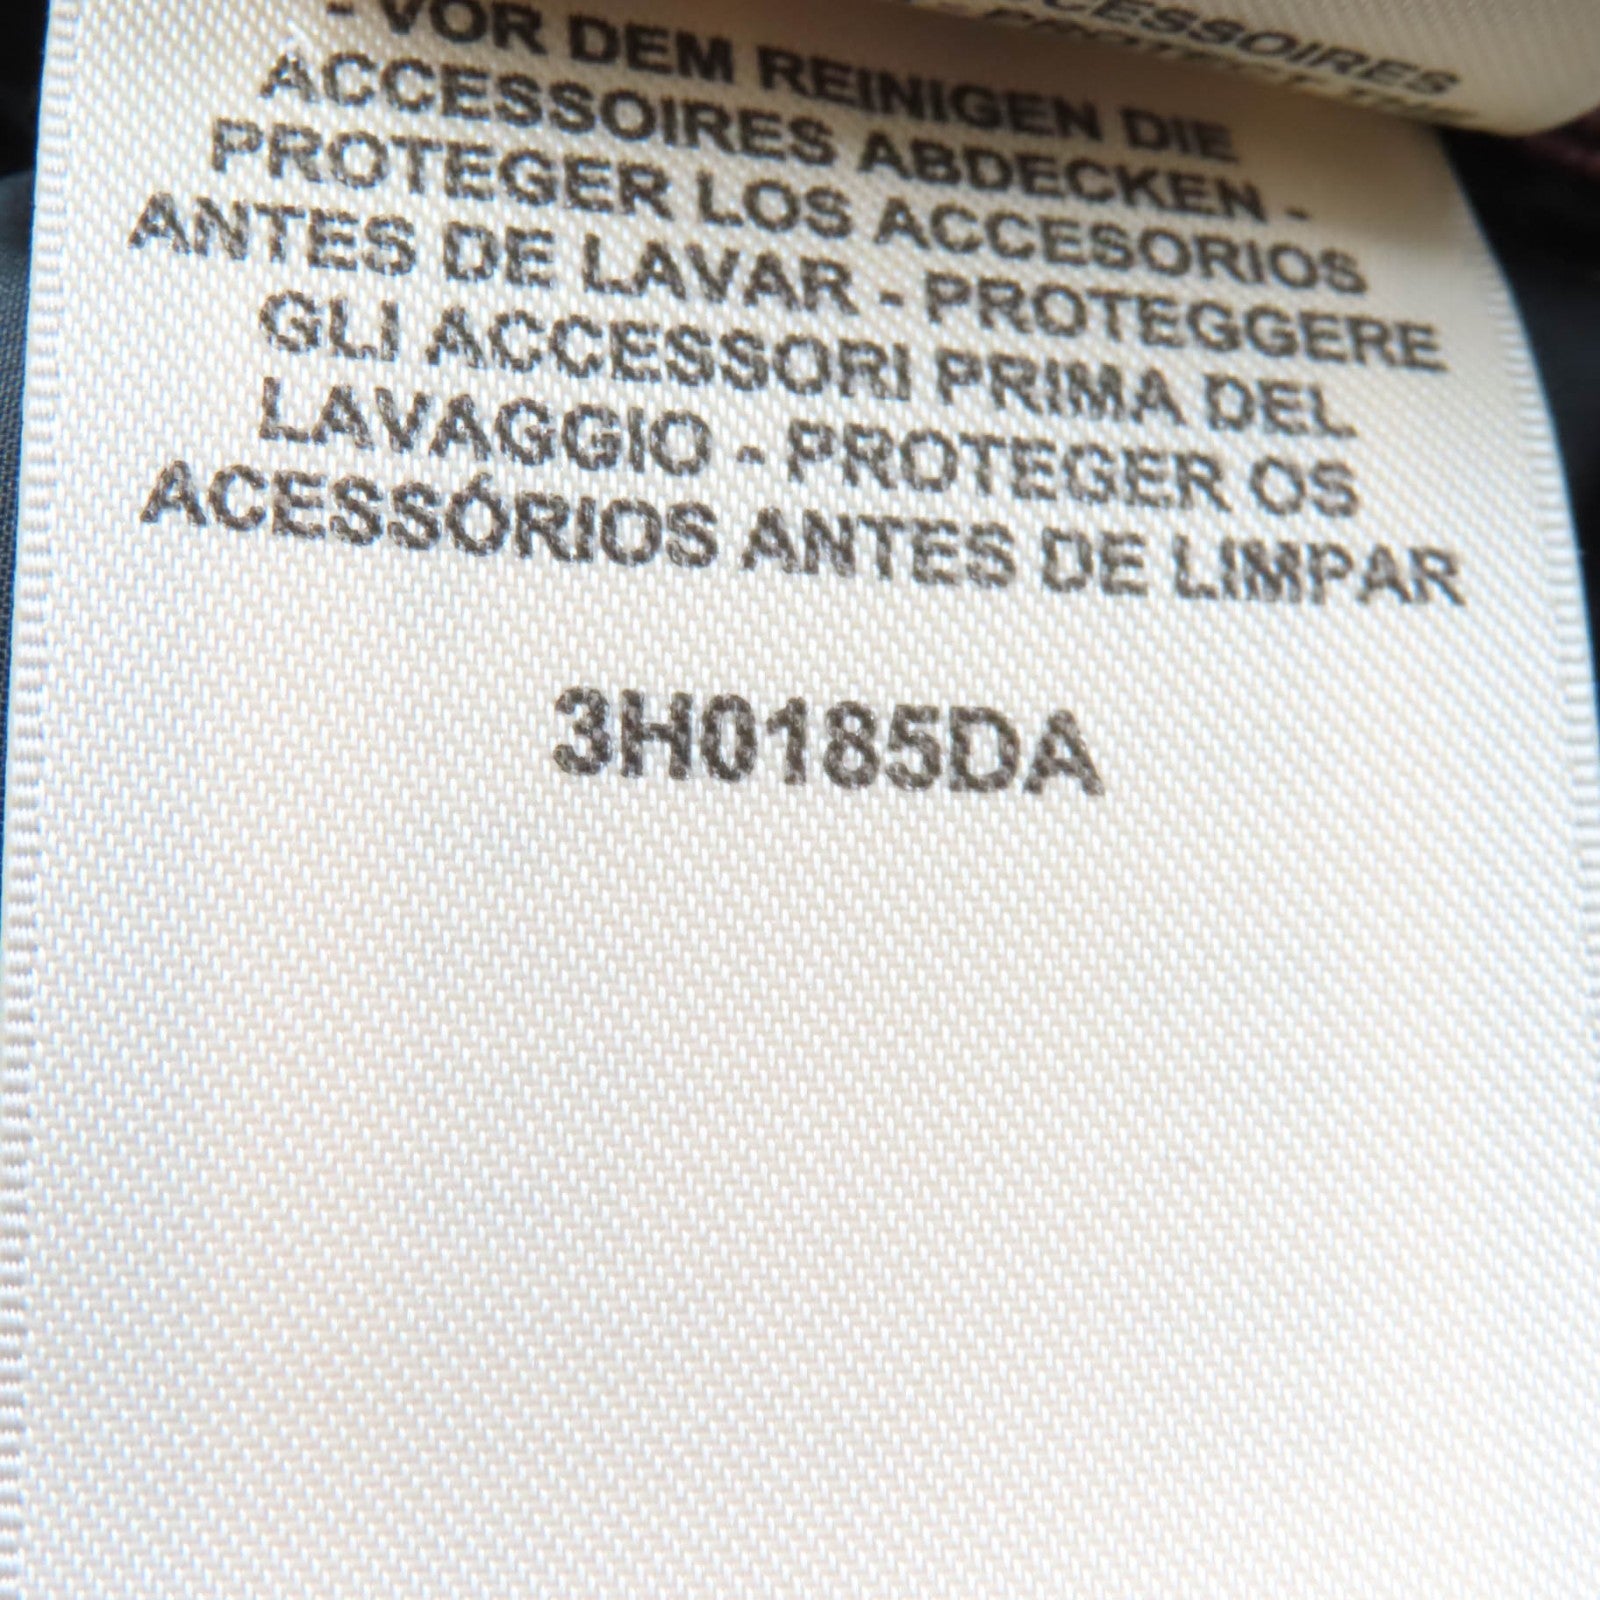 CESSOIRES
- VOR DEM REINIGEN DIE
ACCESSOIRES ABDECKEN -
PROTEGER LOS ACCESORIOS
ANTES DE LAVAR - PROTEGGERE
GLI ACCESSORI PRIMA DEL
LAVAGGIO - PROTEGER OS
ACESSÓRIOS ANTES DE LIMPAR
3H0185DA